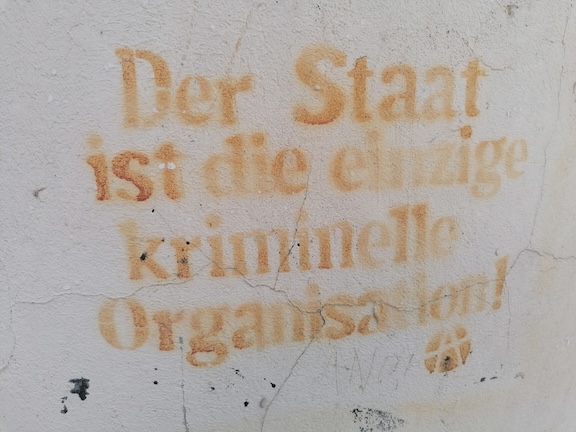 Der Staat
ist die einzige
kriminelle
Organisation!